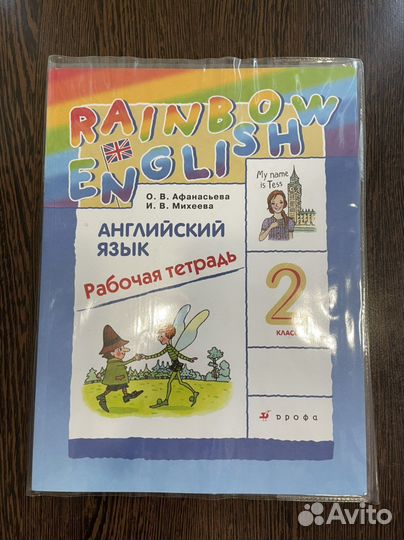 RAINBOW
ENGLISH
О. В. Афанасьева
И. В. Михеева
My name
is Tess
АНГЛИЙСКИЙ
ЯЗЫК
Рабочая тетрадь
2
КЛАСС
дрофа
Avito